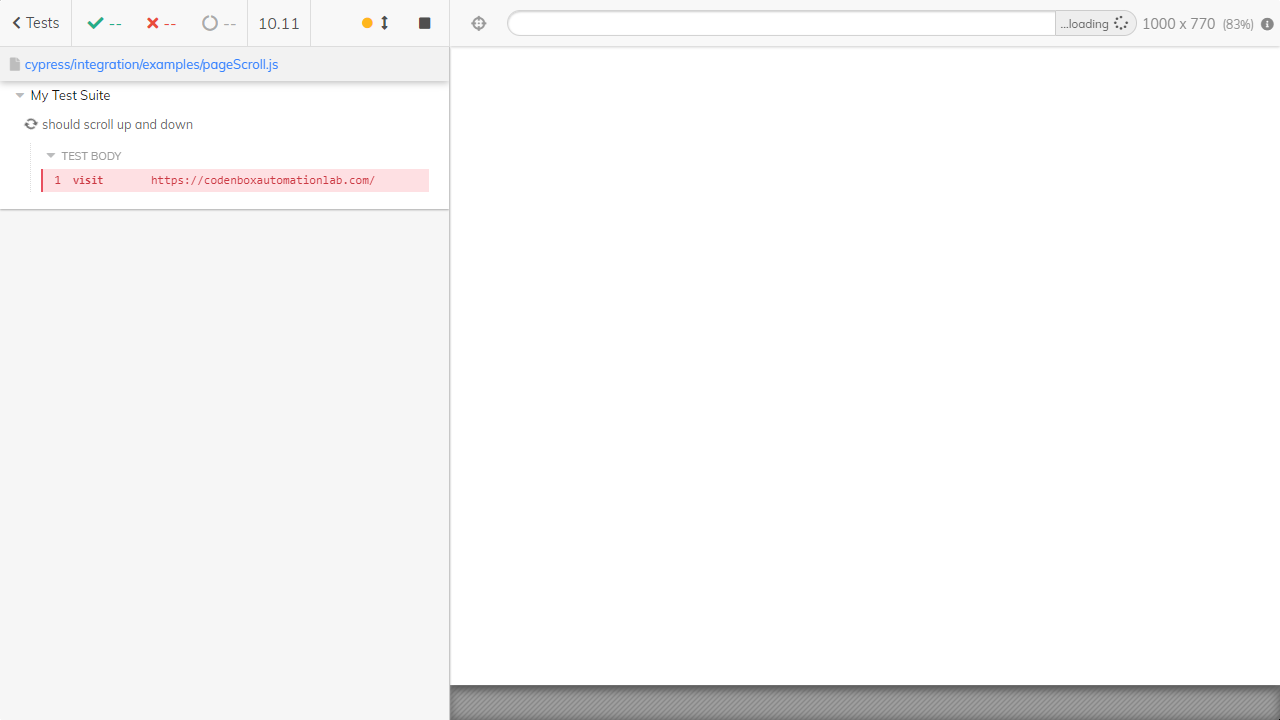 Tests -- -- -- 10.11 ...loading 1000 x 770 (83%)
cypress/integration/examples/pageScroll.js
My Test Suite
should scroll up and down
TEST BODY
1 visit https://codenboxautomationlab.com/